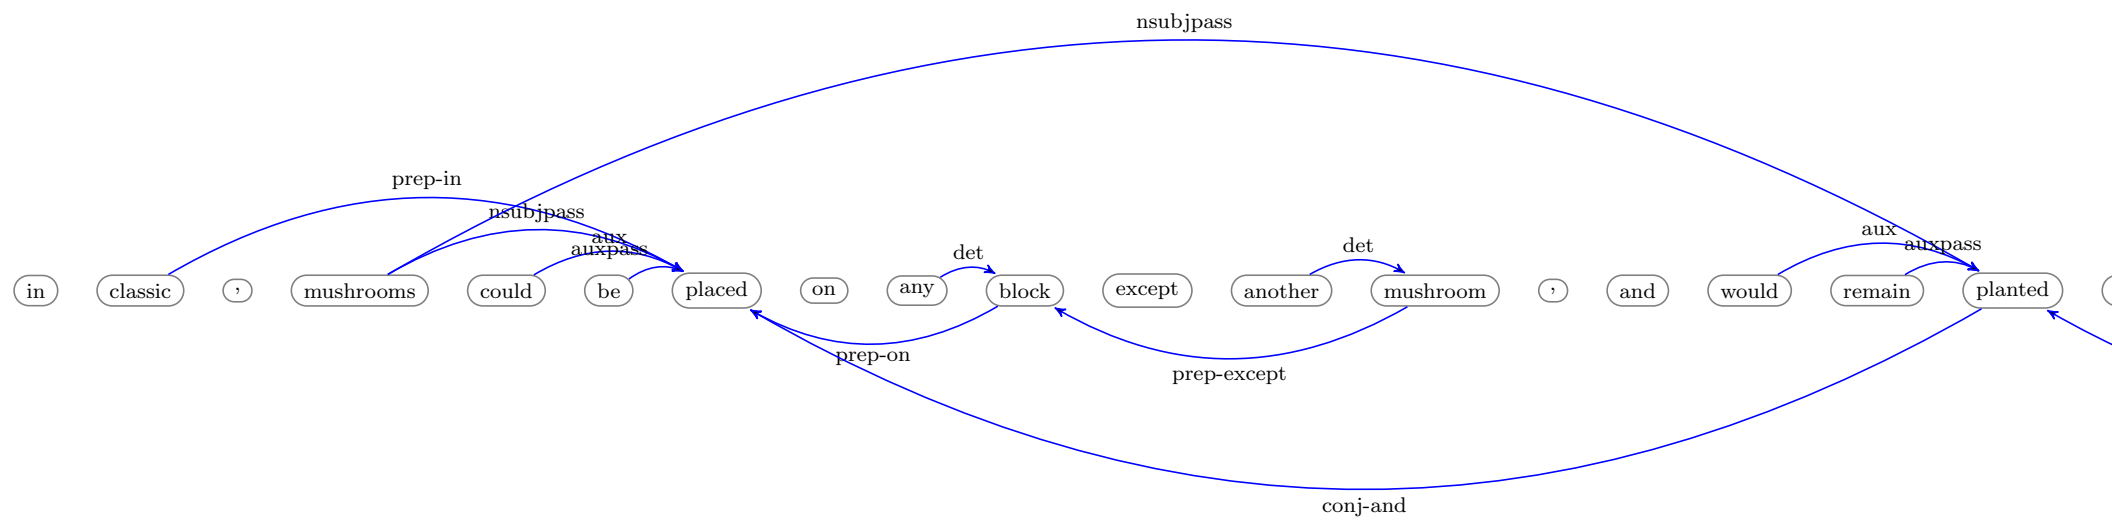 nsubjpass
prep-in
nsubjpass
aux
auxpass
det
det
aux
auxpass
in classic , mushrooms could be placed on any block except another mushroom , and would remain planted
prep-on
prep-except
conj-and